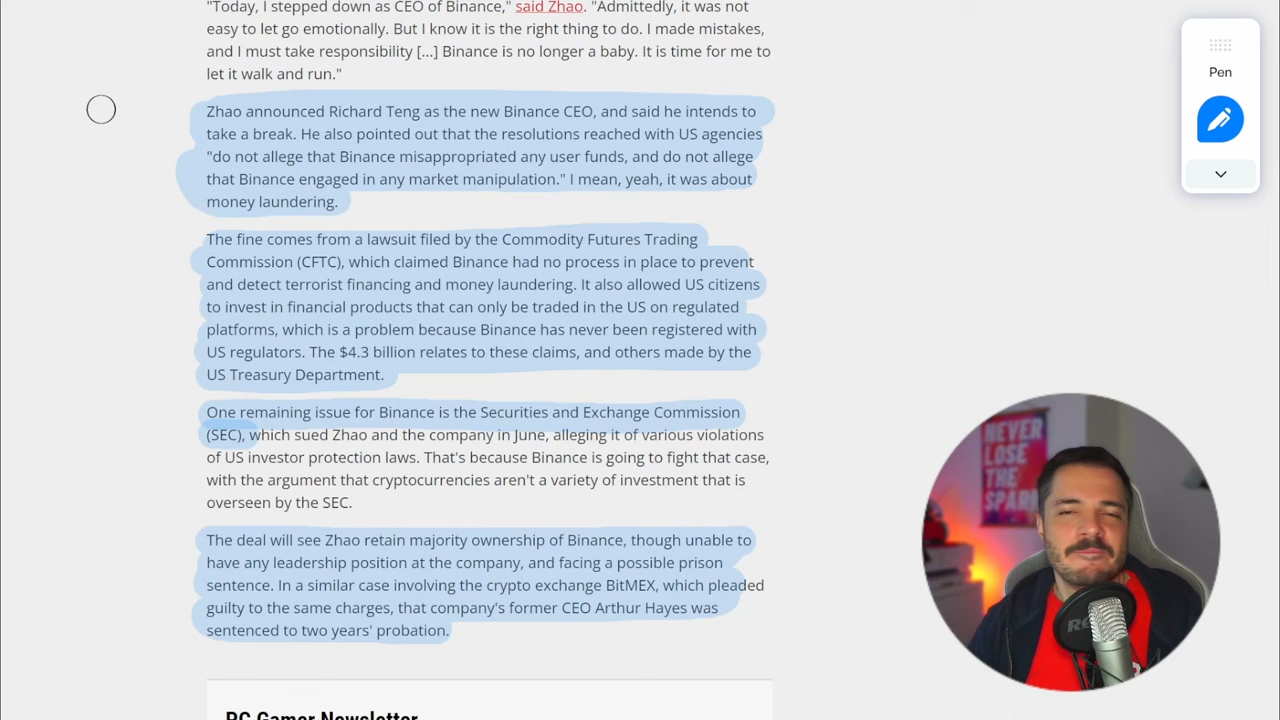 "Today, I stepped down as CEO of Binance," said Zhao. "Admittedly, it was not
easy to let go emotionally. But I know it is the right thing to do. I made mistakes,
and I must take responsibility [...] Binance is no longer a baby. It is time for me to
let it walk and run."
Zhao announced Richard Teng as the new Binance CEO, and said he intends to
take a break. He also pointed out that the resolutions reached with US agencies
"do not allege that Binance misappropriated any user funds, and do not allege
that Binance engaged in any market manipulation." I mean, yeah, it was about
money laundering.
The fine comes from a lawsuit filed by the Commodity Futures Trading
Commission (CFTC), which claimed Binance had no process in place to prevent
and detect terrorist financing and money laundering. It also allowed US citizens
to invest in financial products that can only be traded in the US on regulated
platforms, which is a problem because Binance has never been registered with
US regulators. The $4.3 billion relates to these claims, and others made by the
US Treasury Department.
One remaining issue for Binance is the Securities and Exchange Commission
(SEC), which sued Zhao and the company in June, alleging it of various violations
of US investor protection laws. That's because Binance is going to fight that case,
with the argument that cryptocurrencies aren't a variety of investment that is
overseen by the SEC.
The deal will see Zhao retain majority ownership of Binance, though unable to
have any leadership position at the company, and facing a possible prison
sentence. In a similar case involving the crypto exchange BitMEX, which pleaded
guilty to the same charges, that company's former CEO Arthur Hayes was
sentenced to two years' probation.
PC Gamer Newsletter
Pen
NEVER
LOSE
THE
SPARK